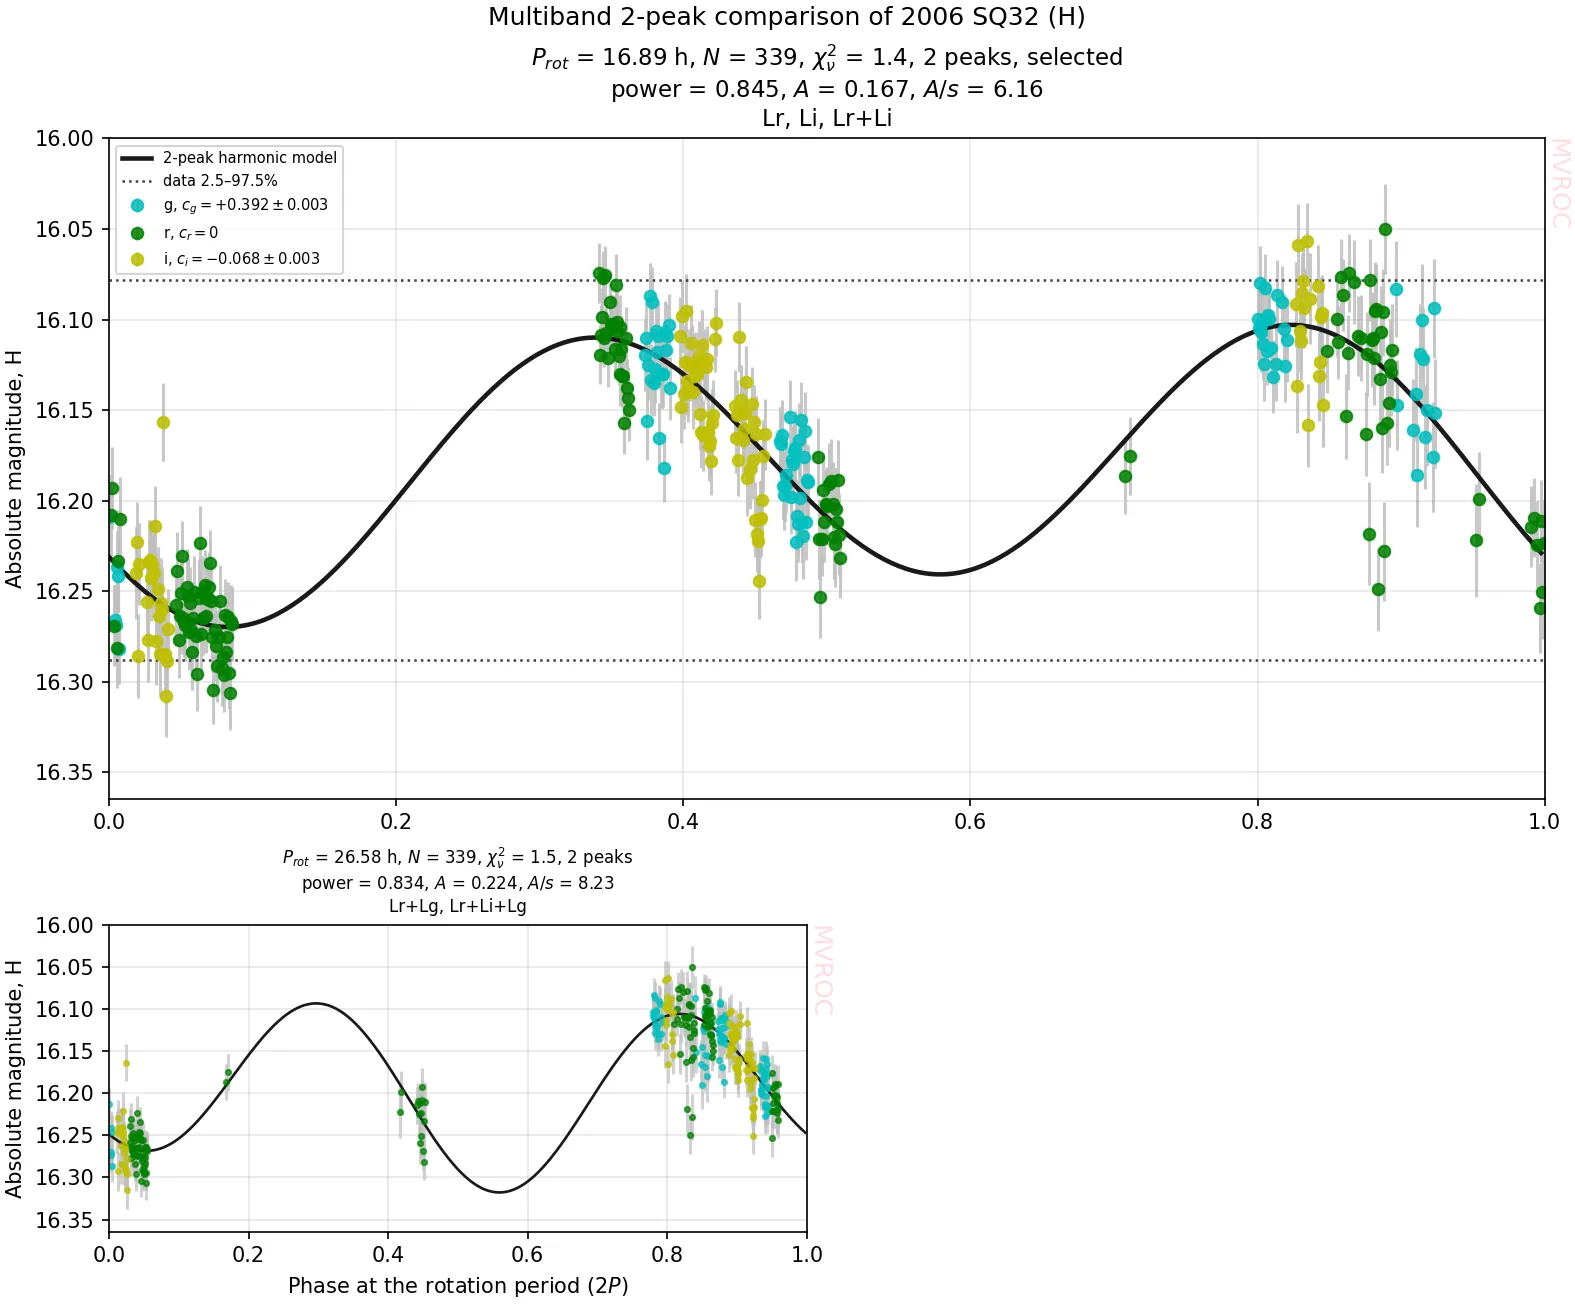 Multiband 2-peak comparison of 2006 SQ32 (H)
P_rot = 16.89 h, N = 339, χ²_ν = 1.4, 2 peaks, selected
power = 0.845, A = 0.167, A/s = 6.16
Lr, Li, Lr+Li
2-peak harmonic model
data 2.5–97.5%
g, c_g = +0.392 ± 0.003
r, c_r = 0
i, c_i = −0.068 ± 0.003
MVROC
Absolute magnitude, H
16.00
16.05
16.10
16.15
16.20
16.25
16.30
16.35
0.0 0.2 0.4 0.6 0.8 1.0
P_rot = 26.58 h, N = 339, χ²_ν = 1.5, 2 peaks
power = 0.834, A = 0.224, A/s = 8.23
Lr+Lg, Lr+Li+Lg
MVROC
Absolute magnitude, H
16.00
16.05
16.10
16.15
16.20
16.25
16.30
16.35
0.0 0.2 0.4 0.6 0.8 1.0
Phase at the rotation period (2P)